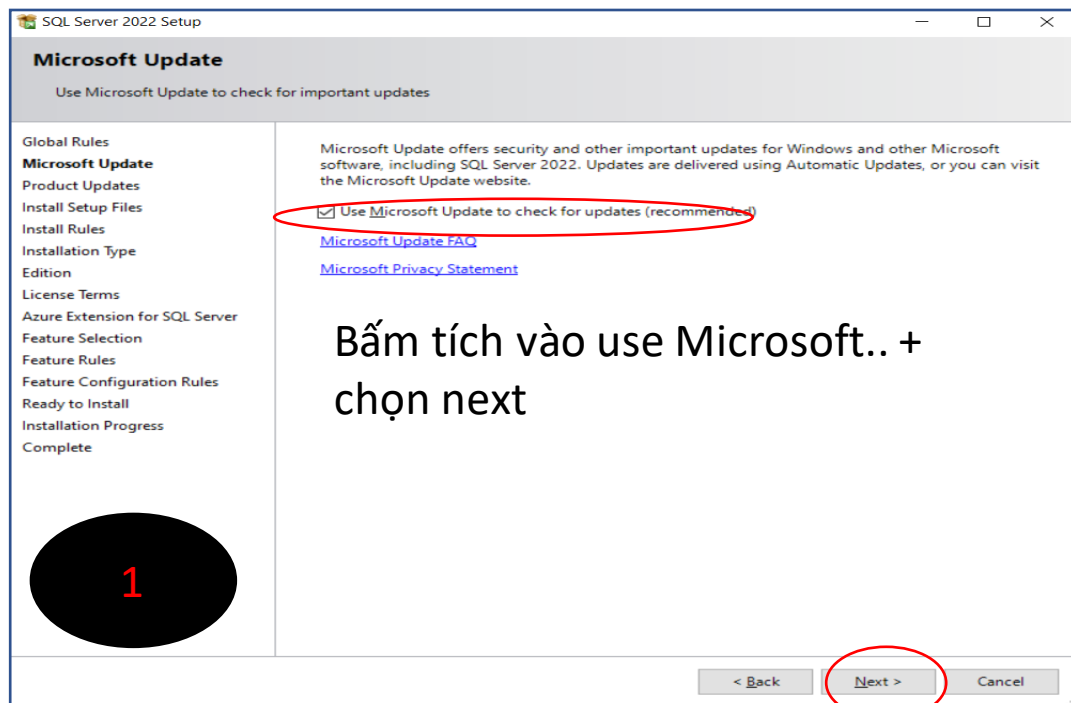 SQL Server 2022 Setup
Microsoft Update
Use Microsoft Update to check for important updates
Global Rules
Microsoft Update
Product Updates
Install Setup Files
Install Rules
Installation Type
Edition
License Terms
Azure Extension for SQL Server
Feature Selection
Feature Rules
Feature Configuration Rules
Ready to Install
Installation Progress
Complete
Microsoft Update offers security and other important updates for Windows and other Microsoft
software, including SQL Server 2022. Updates are delivered using Automatic Updates, or you can visit
the Microsoft Update website.
Use Microsoft Update to check for updates (recommended)
Microsoft Update FAQ
Microsoft Privacy Statement
Bấm tích vào use Microsoft.. +
chọn next
1
< Back
Next >
Cancel